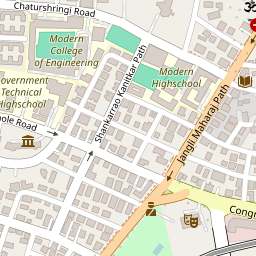 Chaturshringi Road
Modern
College
of Engineering
Modern
Highschool
Government
Technical
Highschool
Shankarrao Kanitkar Path
Jangli Maharaj Path
hole Road
Congr